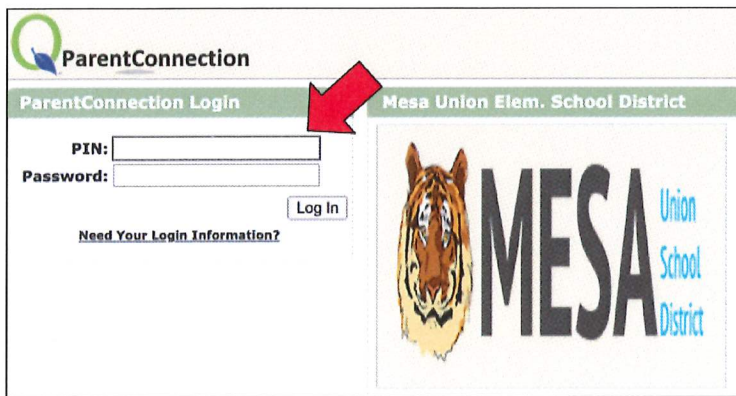 ParentConnection
ParentConnection Login
PIN:
Password:
Log In
Need Your Login Information?
Mesa Union Elem. School District
MESA
Union
School
District